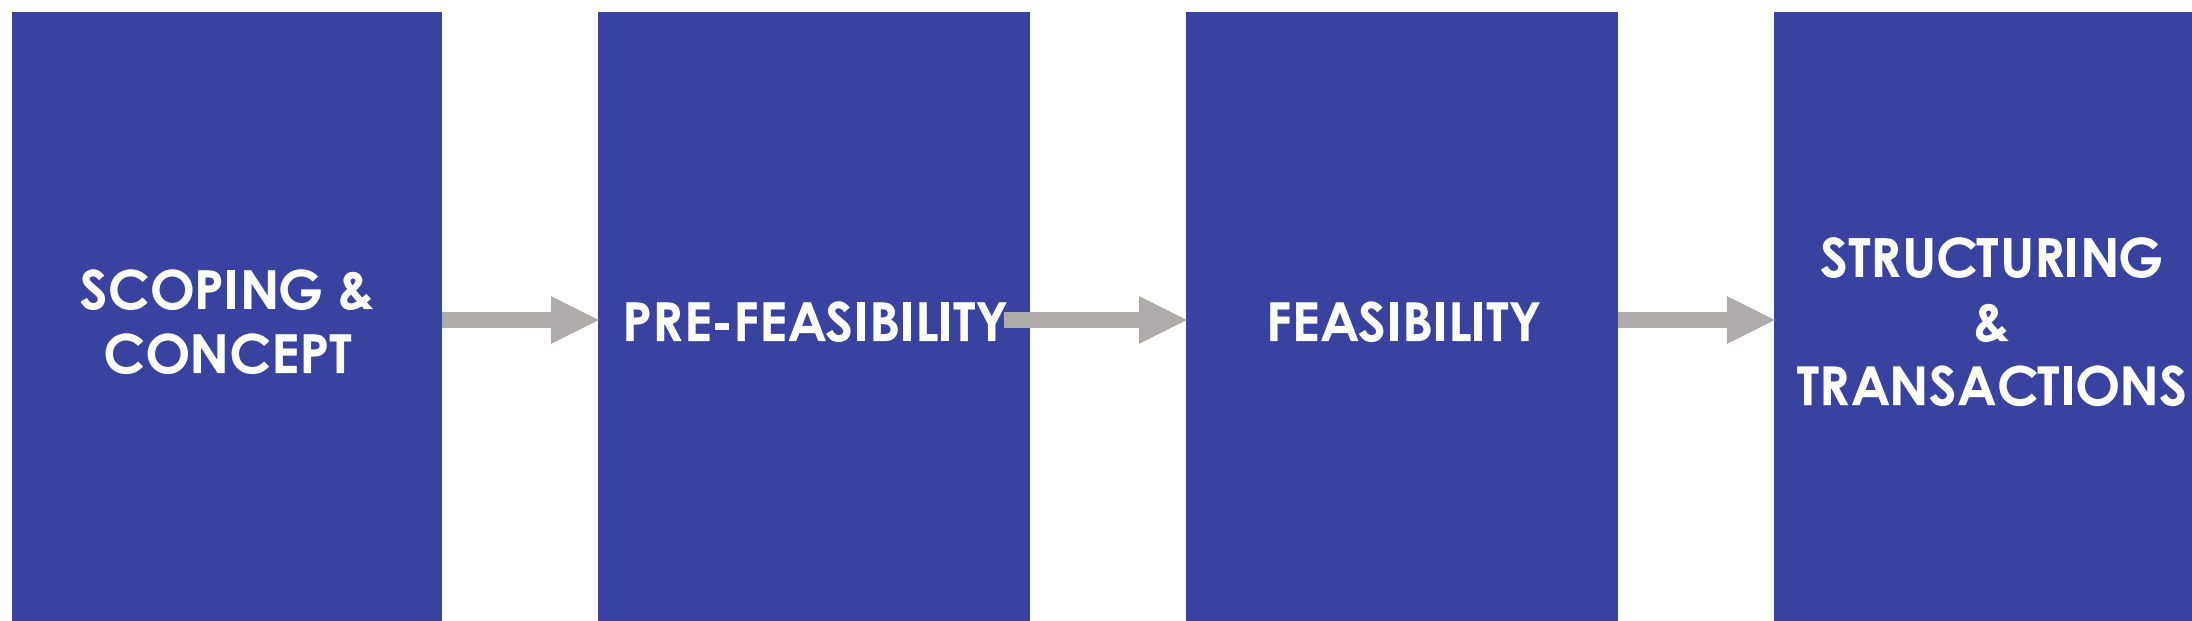 SCOPING &
CONCEPT
PRE-FEASIBILITY
FEASIBILITY
STRUCTURING
&
TRANSACTIONS